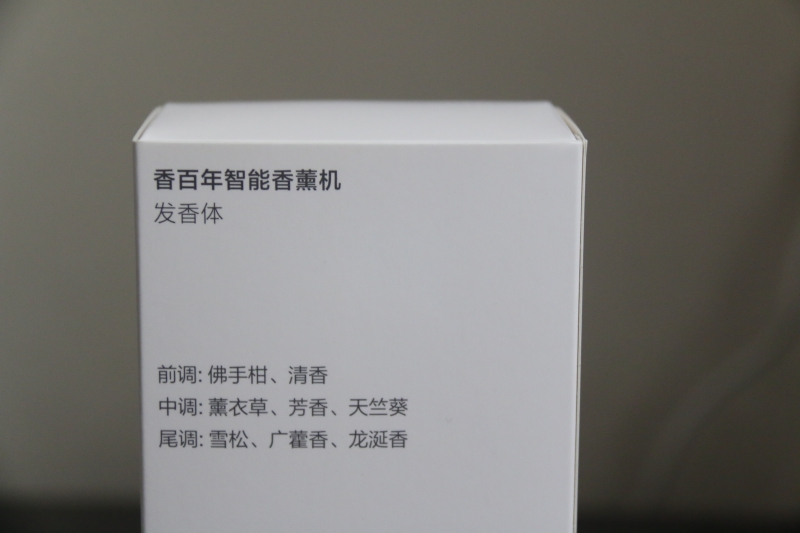 香百年智能香薰机
发香体
前调: 佛手柑、清香
中调: 薰衣草、芳香、天竺葵
尾调: 雪松、广藿香、龙涎香